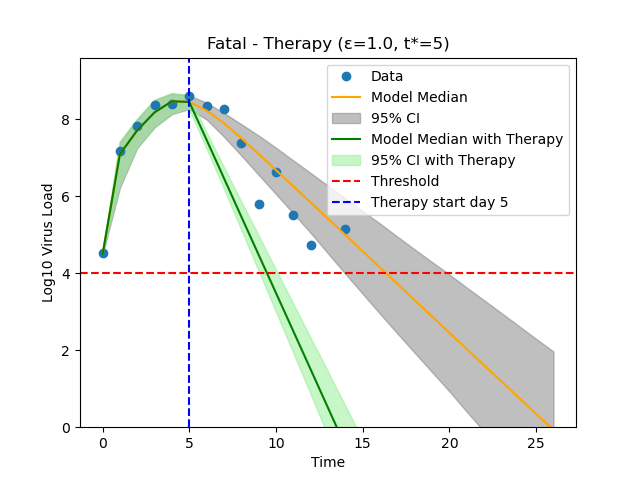 Fatal - Therapy (ε=1.0, t*=5)
Data
Model Median
95% CI
Model Median with Therapy
95% CI with Therapy
Threshold
Therapy start day 5
Log10 Virus Load
8
6
4
2
0
0 5 10 15 20 25
Time